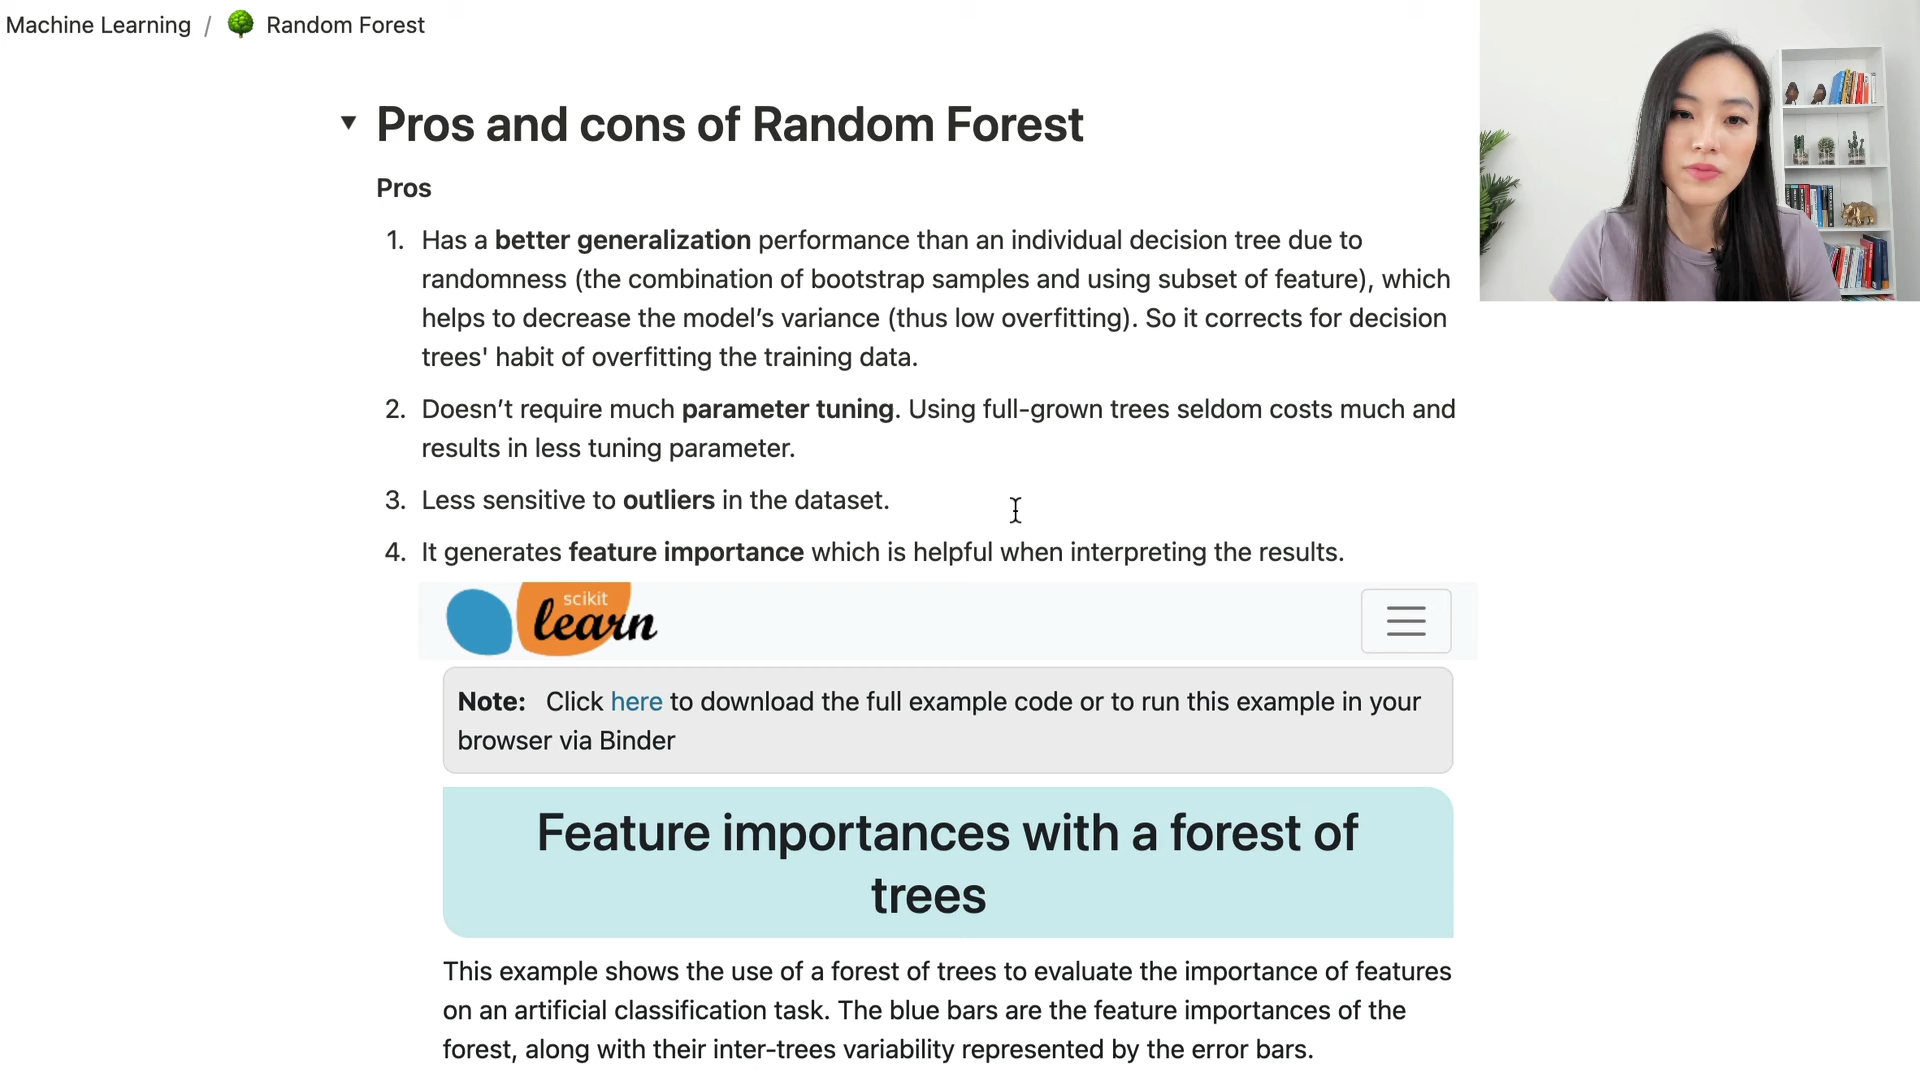 Machine Learning / Random Forest
Pros and cons of Random Forest
Pros
1. Has a better generalization performance than an individual decision tree due to
randomness (the combination of bootstrap samples and using subset of feature), which
helps to decrease the model’s variance (thus low overfitting). So it corrects for decision
trees' habit of overfitting the training data.
2. Doesn’t require much parameter tuning. Using full-grown trees seldom costs much and
results in less tuning parameter.
3. Less sensitive to outliers in the dataset.
4. It generates feature importance which is helpful when interpreting the results.
scikit
learn
Note: Click here to download the full example code or to run this example in your
browser via Binder
Feature importances with a forest of
trees
This example shows the use of a forest of trees to evaluate the importance of features
on an artificial classification task. The blue bars are the feature importances of the
forest, along with their inter-trees variability represented by the error bars.